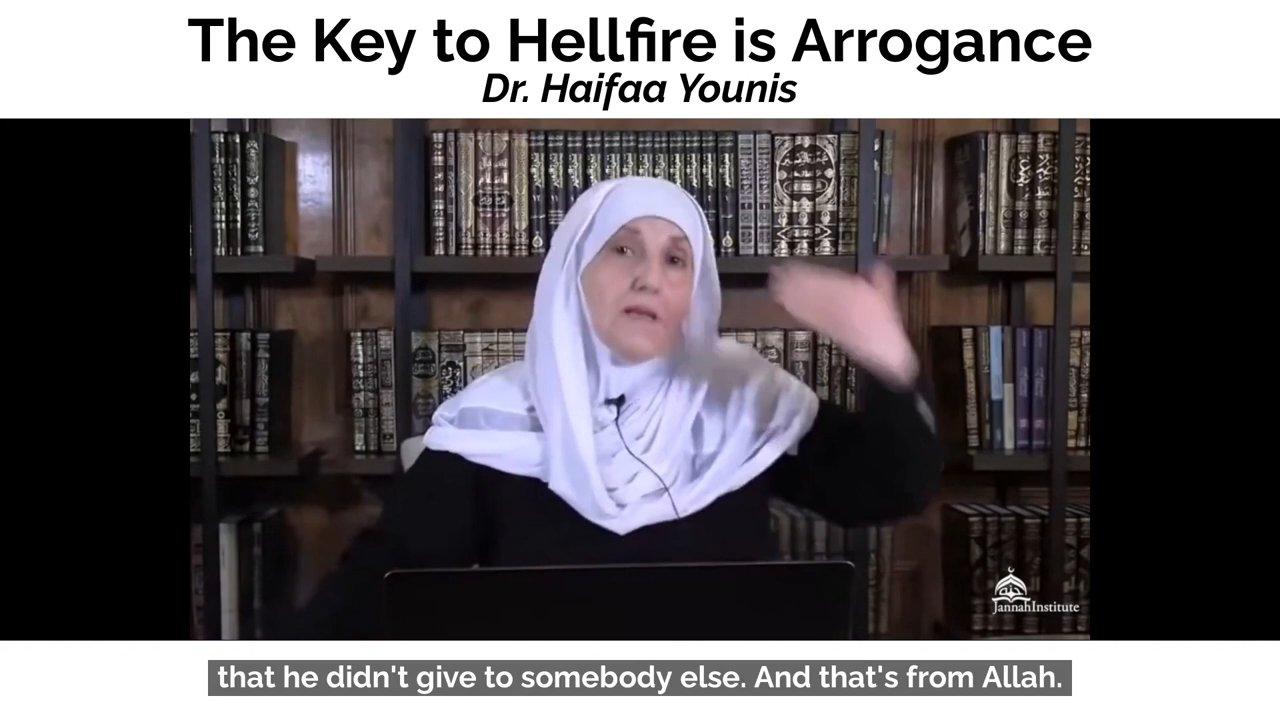 The Key to Hellfire is Arrogance
Dr. Haifaa Younis
JannahInstitute
that he didn't give to somebody else. And that's from Allah.